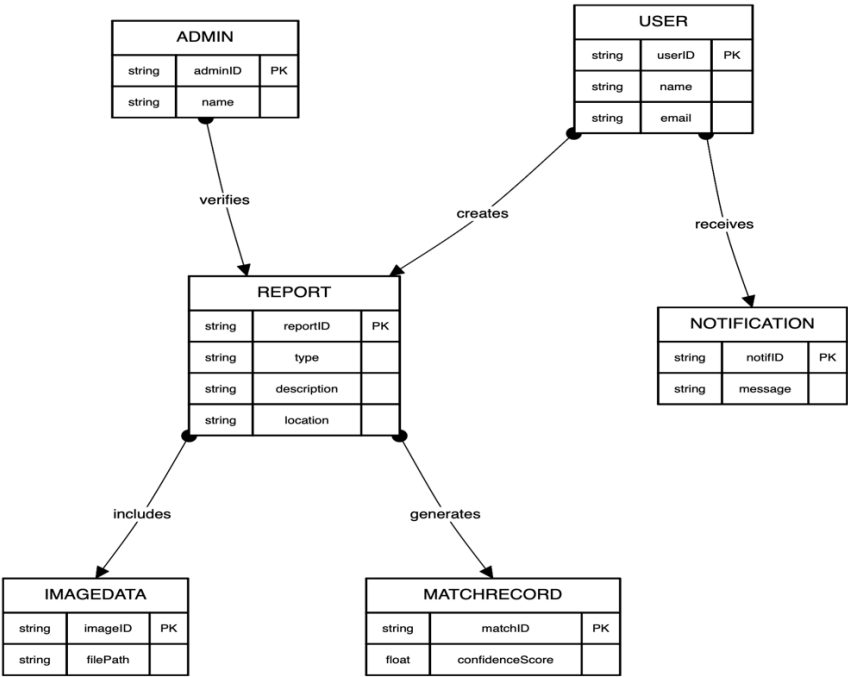 ADMIN
string adminID PK
string name
USER
string userID PK
string name
string email
verifies
creates
receives
REPORT
string reportID PK
string type
string description
string location
NOTIFICATION
string notifID PK
string message
includes
generates
IMAGEDATA
string imageID PK
string filePath
MATCHRECORD
string matchID PK
float confidenceScore